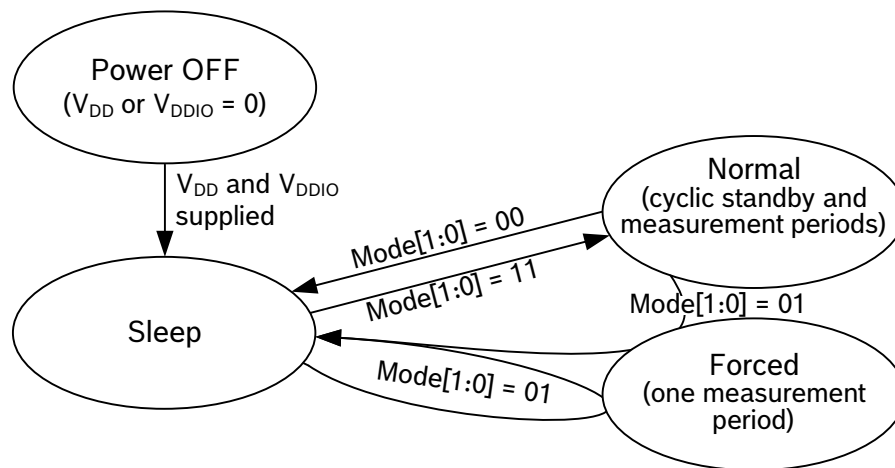 Power OFF
(VDD or VDDIO = 0)
VDD and VDDIO
supplied
Normal
(cyclic standby and
measurement periods)
Mode[1:0] = 00
Mode[1:0] = 11
Mode[1:0] = 01
Sleep
Mode[1:0] = 01
Forced
(one measurement
period)